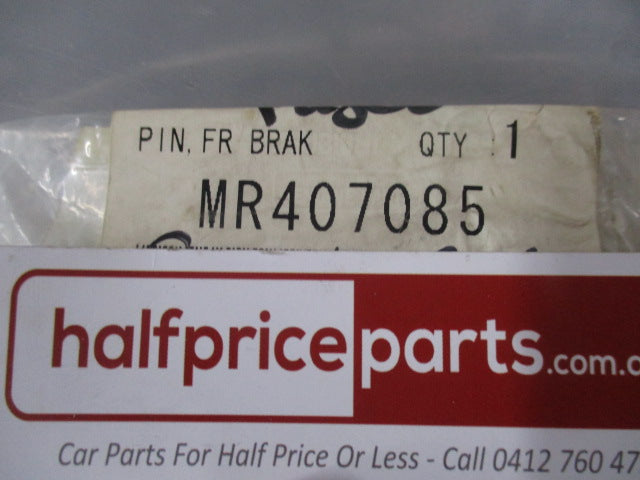 PIN, FR BRAK QTY : 1
MR407085
halfpriceparts.com.a
Car Parts For Half Price Or Less - Call 0412 760 47